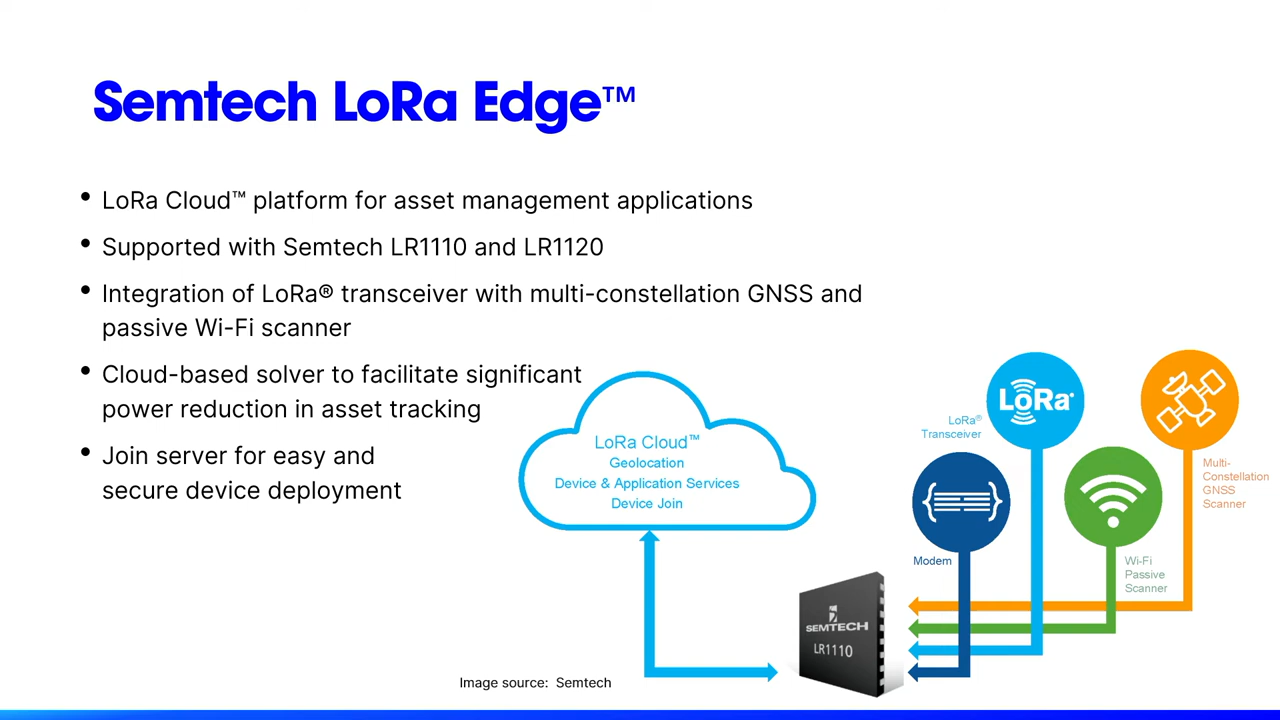 Semtech LoRa Edge™
• LoRa Cloud™ platform for asset management applications
• Supported with Semtech LR1110 and LR1120
• Integration of LoRa® transceiver with multi-constellation GNSS and
passive Wi-Fi scanner
• Cloud-based solver to facilitate significant
power reduction in asset tracking
• Join server for easy and
secure device deployment
LoRa Cloud™
Geolocation
Device & Application Services
Device Join
LoRa®
LoRa®
Transceiver
Multi-
Constellation
GNSS
Scanner
Modem
Wi-Fi
Passive
Scanner
SEMTECH
LR1110
Image source: Semtech